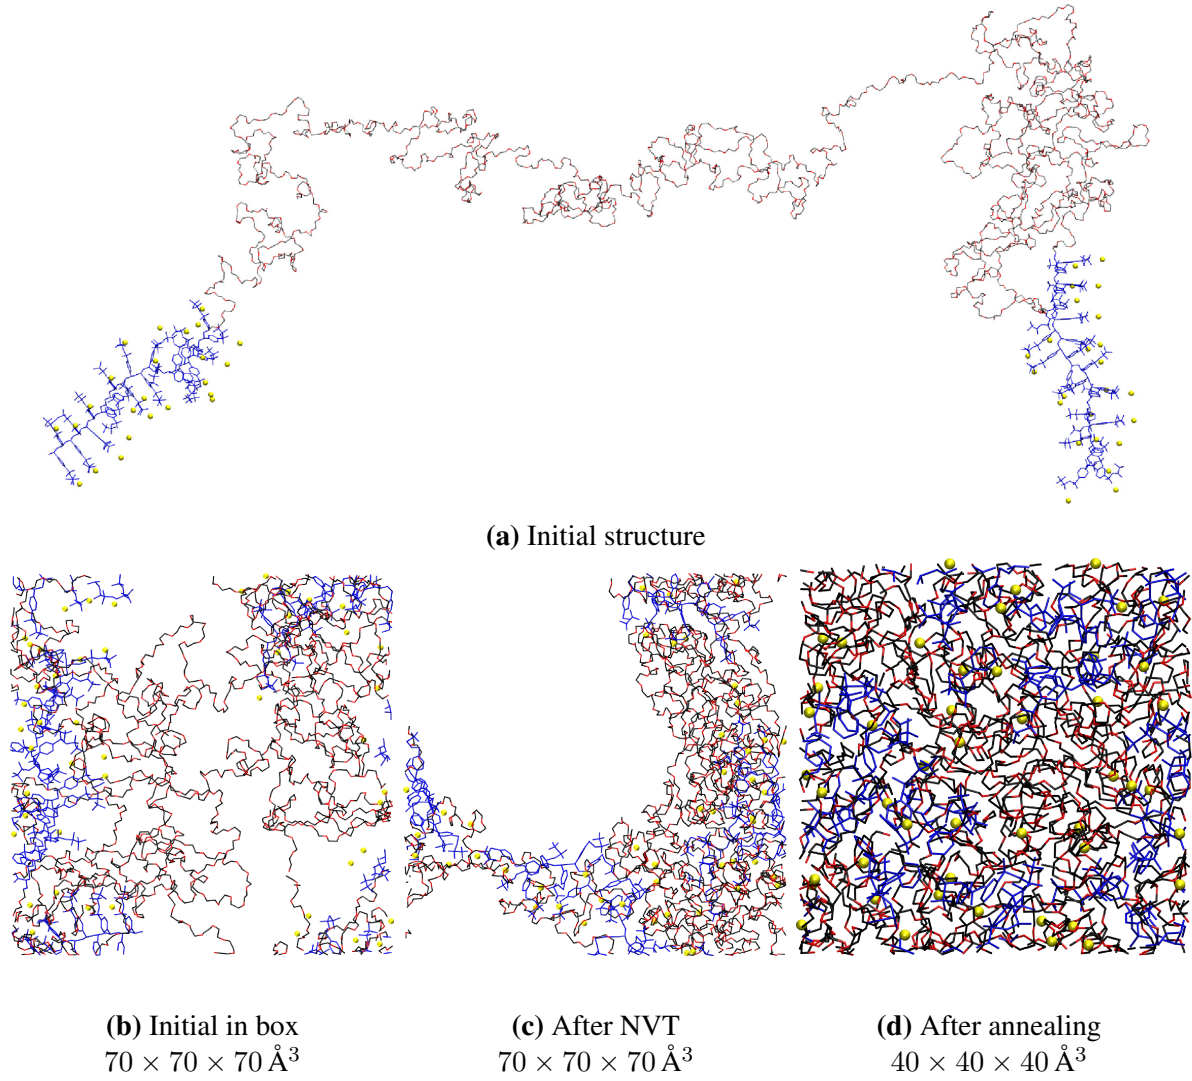 (a) Initial structure
(b) Initial in box
70 × 70 × 70 Å³
(c) After NVT
70 × 70 × 70 Å³
(d) After annealing
40 × 40 × 40 Å³